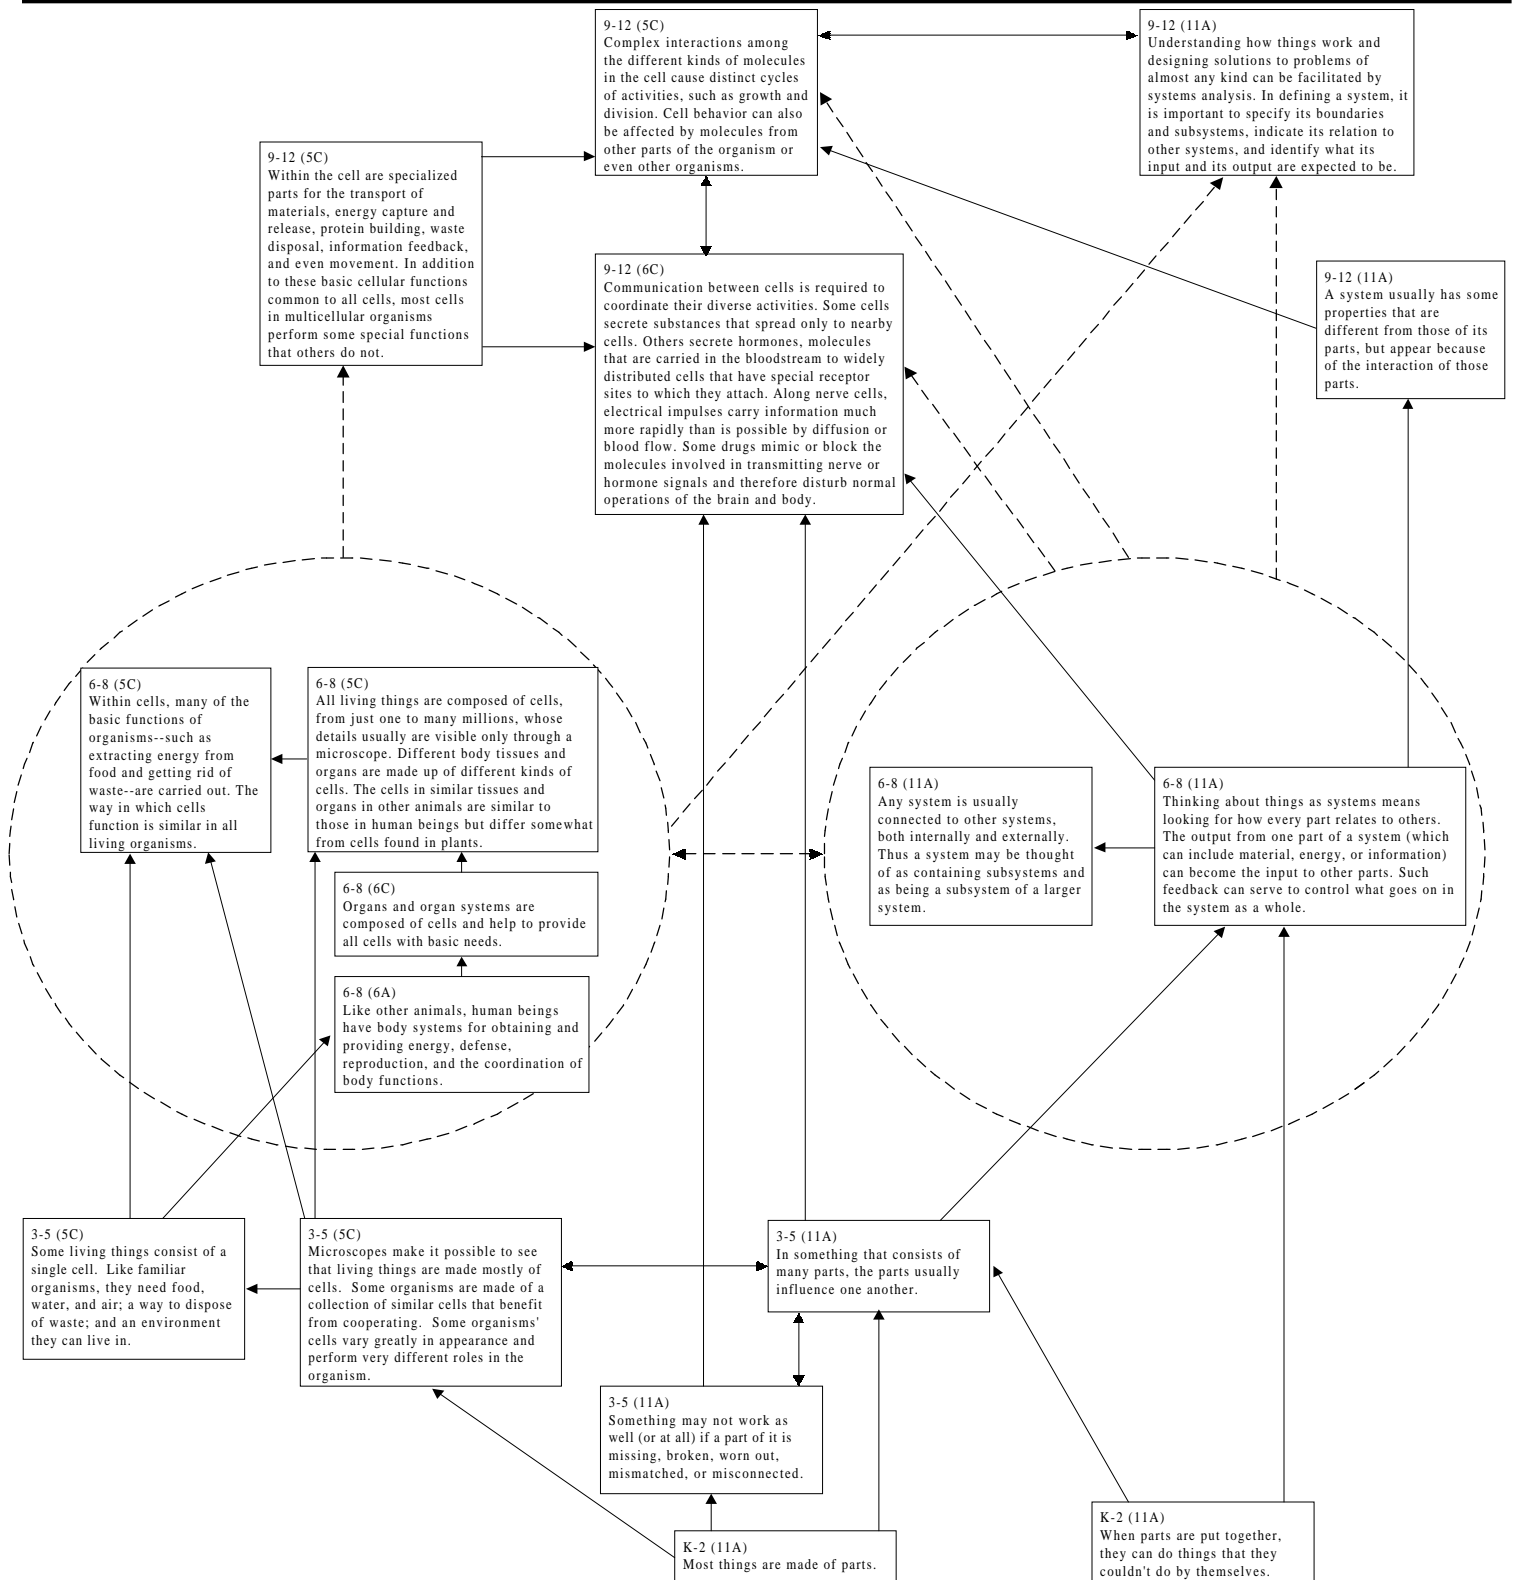 9-12 (5C)
Complex interactions among
the different kinds of molecules
in the cell cause distinct cycles
of activities, such as growth and
division. Cell behavior can also
be affected by molecules from
other parts of the organism or
even other organisms.
9-12 (11A)
Understanding how things work and
designing solutions to problems of
almost any kind can be facilitated by
systems analysis. In defining a system, it
is important to specify its boundaries
and subsystems, indicate its relation to
other systems, and identify what its
input and its output are expected to be.
9-12 (5C)
Within the cell are specialized
parts for the transport of
materials, energy capture and
release, protein building, waste
disposal, information feedback,
and even movement. In addition
to these basic cellular functions
common to all cells, most cells
in multicellular organisms
perform some special functions
that others do not.
9-12 (6C)
Communication between cells is required to
coordinate their diverse activities. Some cells
secrete substances that spread only to nearby
cells. Others secrete hormones, molecules
that are carried in the bloodstream to widely
distributed cells that have special receptor
sites to which they attach. Along nerve cells,
electrical impulses carry information much
more rapidly than is possible by diffusion or
blood flow. Some drugs mimic or block the
molecules involved in transmitting nerve or
hormone signals and therefore disturb normal
operations of the brain and body.
9-12 (11A)
A system usually has some
properties that are
different from those of its
parts, but appear because
of the interaction of those
parts.
6-8 (5C)
Within cells, many of the
basic functions of
organisms--such as
extracting energy from
food and getting rid of
waste--are carried out. The
way in which cells
function is similar in all
living organisms.
6-8 (5C)
All living things are composed of cells,
from just one to many millions, whose
details usually are visible only through a
microscope. Different body tissues and
organs are made up of different kinds of
cells. The cells in similar tissues and
organs in other animals are similar to
those in human beings but differ somewhat
from cells found in plants.
6-8 (6C)
Organs and organ systems are
composed of cells and help to provide
all cells with basic needs.
6-8 (6A)
Like other animals, human beings
have body systems for obtaining and
providing energy, defense,
reproduction, and the coordination of
body functions.
6-8 (11A)
Any system is usually
connected to other systems,
both internally and externally.
Thus a system may be thought
of as containing subsystems and
as being a subsystem of a larger
system.
6-8 (11A)
Thinking about things as systems means
looking for how every part relates to others.
The output from one part of a system (which
can include material, energy, or information)
can become the input to other parts. Such
feedback can serve to control what goes on in
the system as a whole.
3-5 (5C)
Some living things consist of a
single cell. Like familiar
organisms, they need food,
water, and air; a way to dispose
of waste; and an environment
they can live in.
3-5 (5C)
Microscopes make it possible to see
that living things are made mostly of
cells. Some organisms are made of a
collection of similar cells that benefit
from cooperating. Some organisms'
cells vary greatly in appearance and
perform very different roles in the
organism.
3-5 (11A)
In something that consists of
many parts, the parts usually
influence one another.
3-5 (11A)
Something may not work as
well (or at all) if a part of it is
missing, broken, worn out,
mismatched, or misconnected.
K-2 (11A)
Most things are made of parts.
K-2 (11A)
When parts are put together,
they can do things that they
couldn't do by themselves.